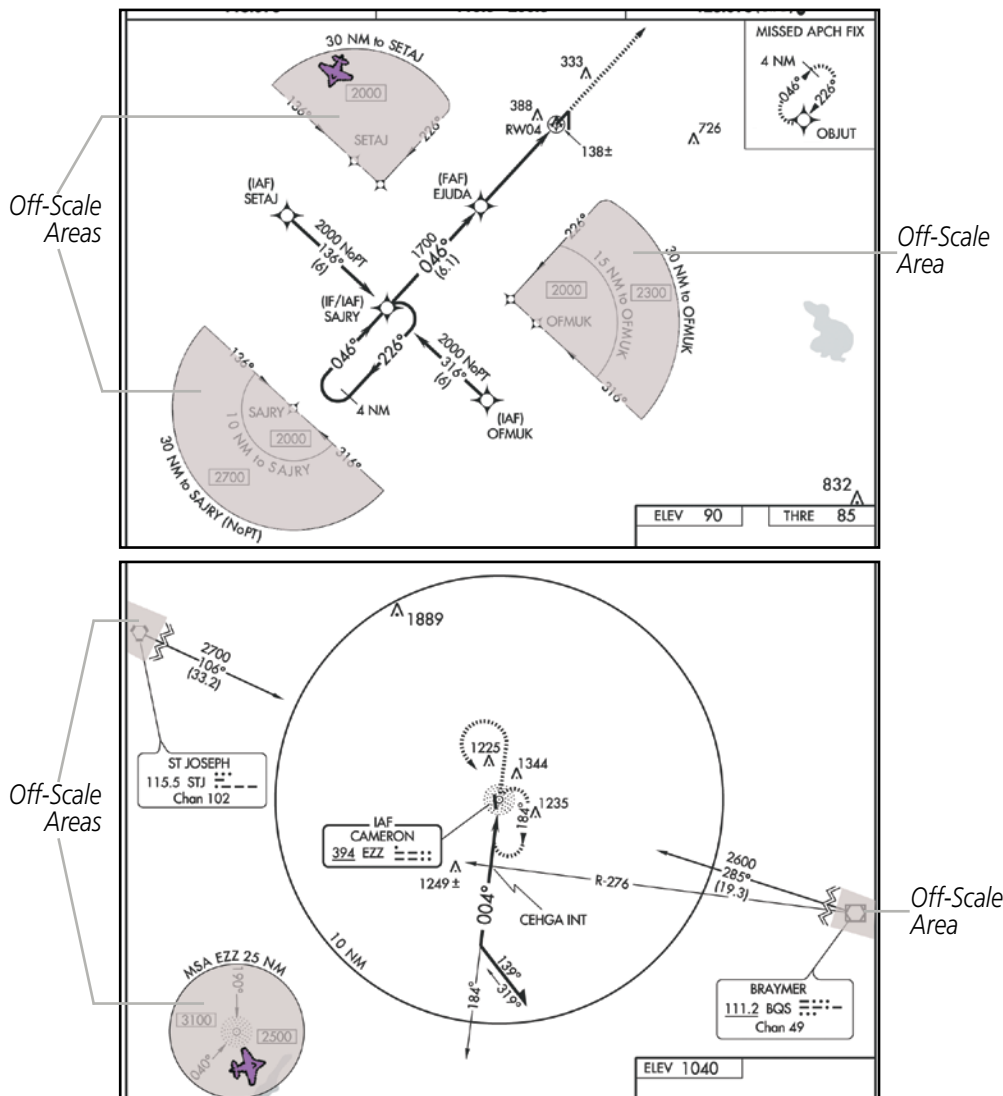 30 NM to SETAJ
2000
136°
226°
SETAJ
333
388
RW04
138±
726
MISSED APCH FIX
4 NM
046°
226°
OBJUT
Off-Scale
Areas
(IAF)
SETAJ
2000 NoPT
136°
(6)
(FAF)
EJUDA
1700
046°
(6.1)
(IF/IAF)
SAJRY
046°
226°
4 NM
2000 NoPT
316°
(6)
(IAF)
OFMUK
226°
15 NM to OFMUK
30 NM to OFMUK
2000
2300
OFMUK
316°
Off-Scale
Area
136°
SAJRY
2000
10 NM to SAJRY
316°
2700
30 NM to SAJRY (NoPT)
832
ELEV 90
THRE 85
1889
2700
106°
(33.2)
ST JOSEPH
115.5 STJ
Chan 102
Off-Scale
Areas
1225
1344
1235
184°
IAF
CAMERON
394 EZZ
1249±
004°
R-276
CEHGA INT
2600
285°
(19.3)
Off-Scale
Area
10 NM
139°
319°
184°
BRAYMER
111.2 BQS
Chan 49
MSA EZZ 25 NM
190°
3100
2500
040°
ELEV 1040